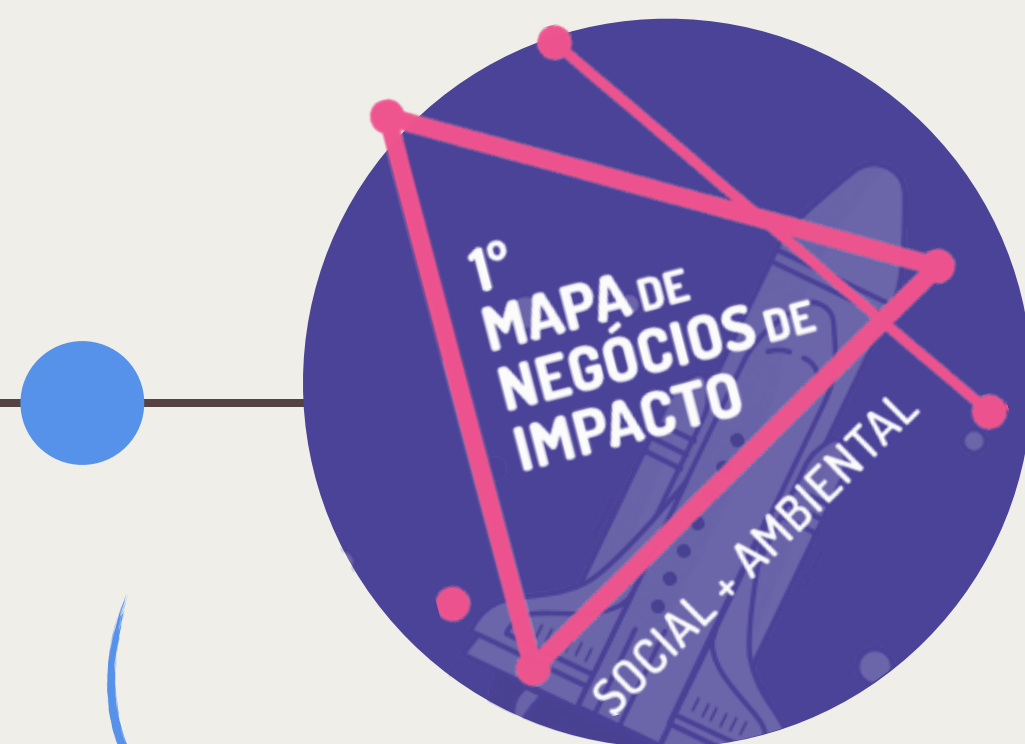 1º
MAPA DE
NEGÓCIOS DE
IMPACTO
SOCIAL + AMBIENTAL